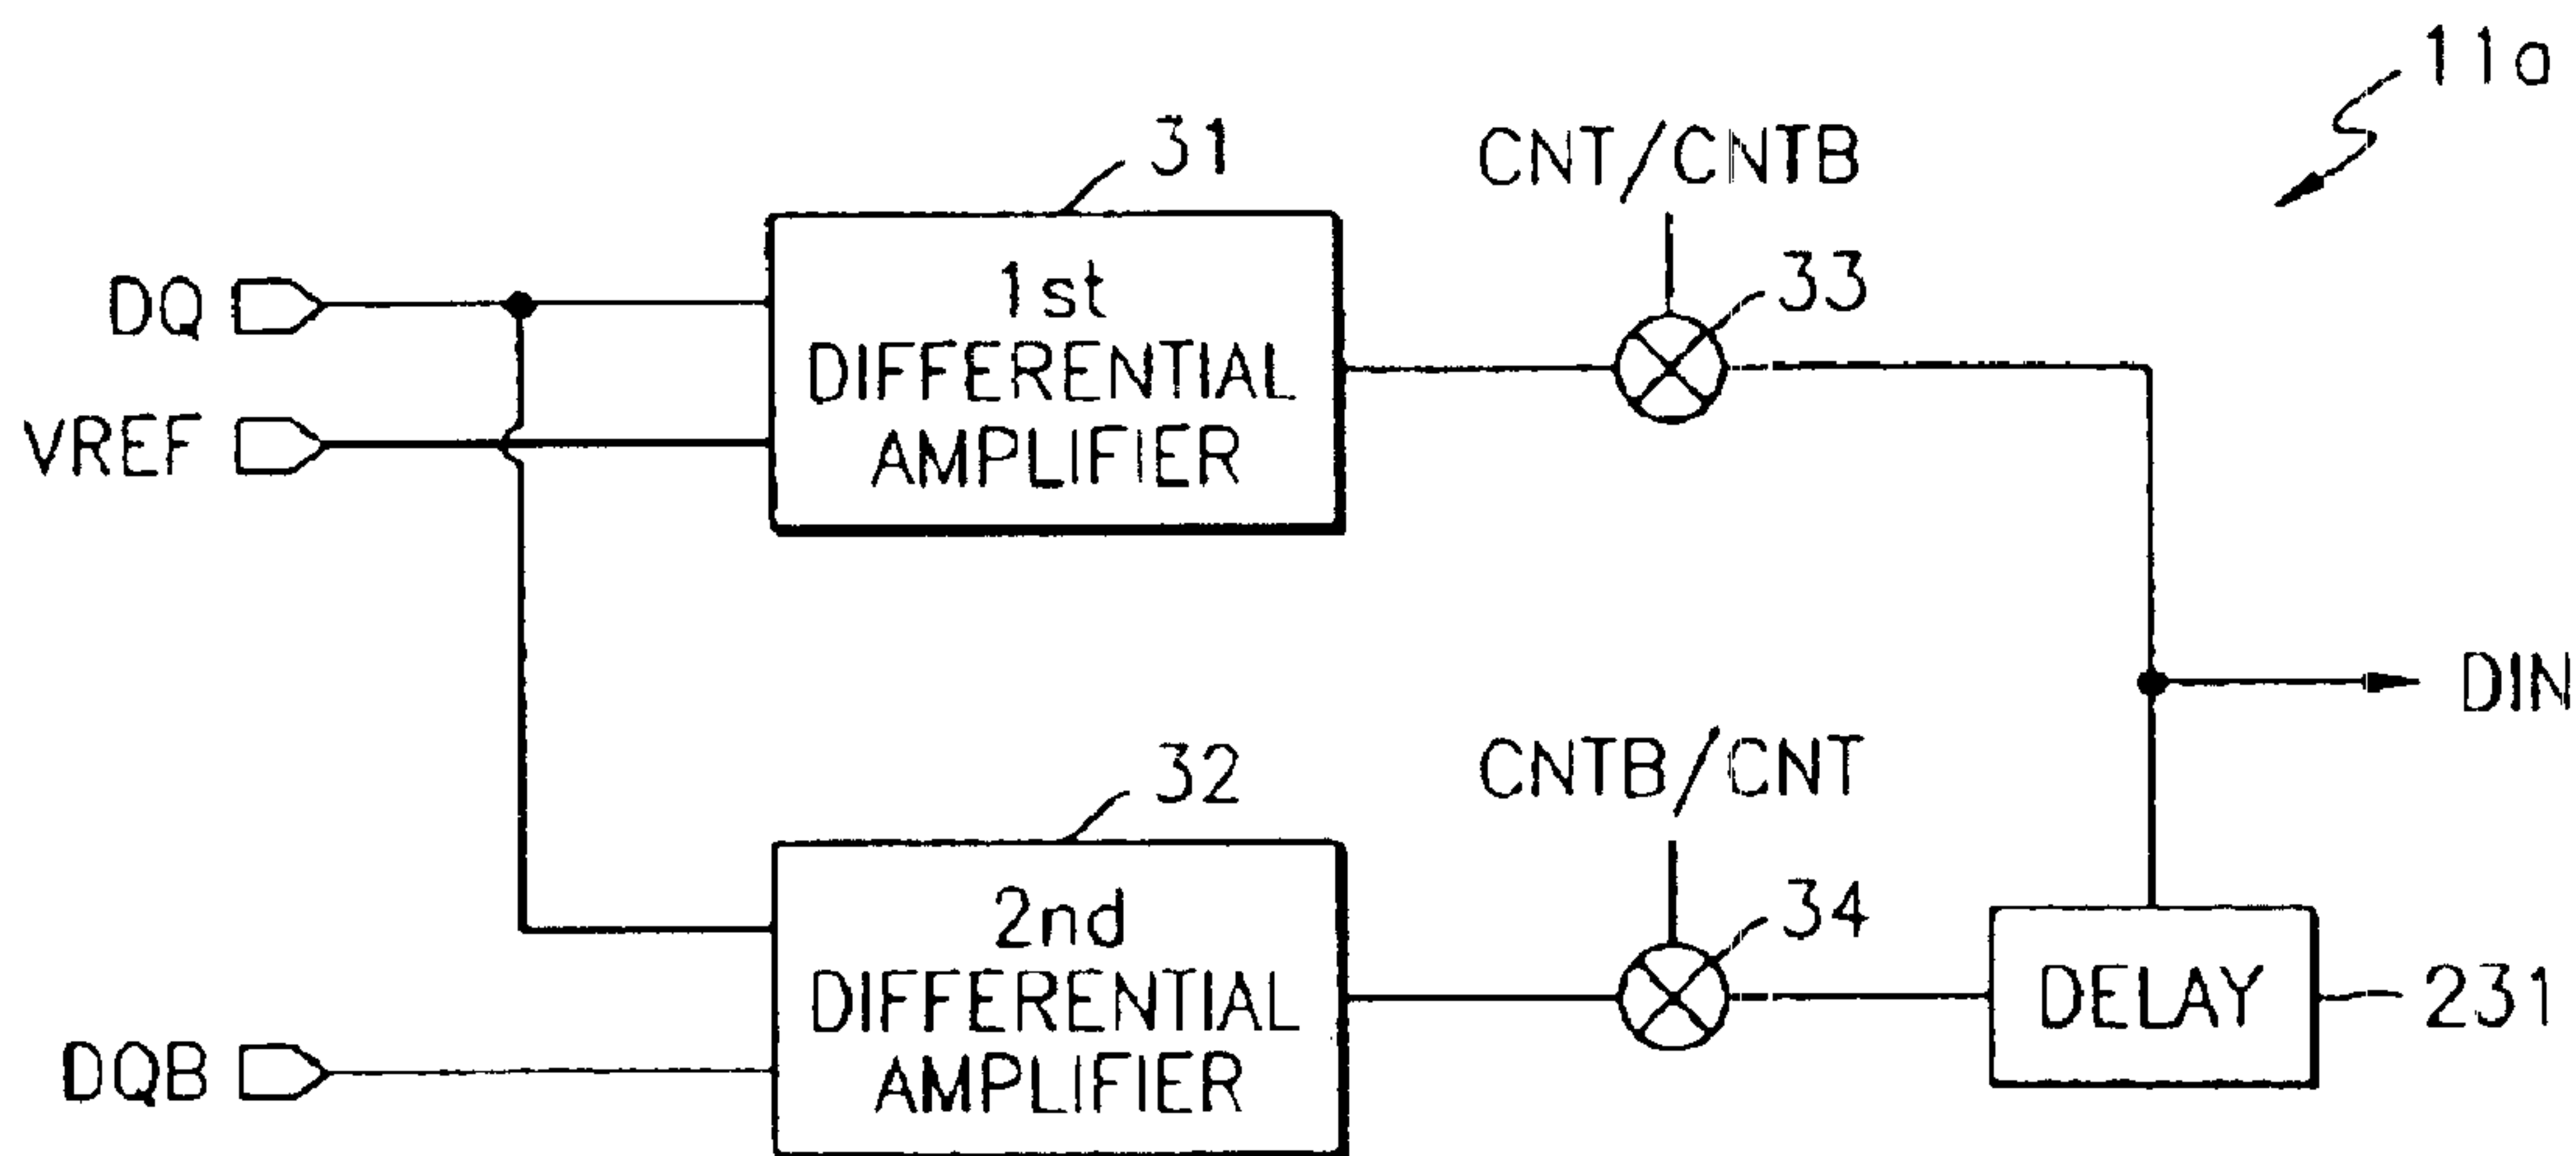 11a
31
CNT/CNTB
33
DQ
VREF
1st
DIFFERENTIAL
AMPLIFIER
DIN
32
CNTB/CNT
34
2nd
DIFFERENTIAL
AMPLIFIER
DELAY
231
DQB